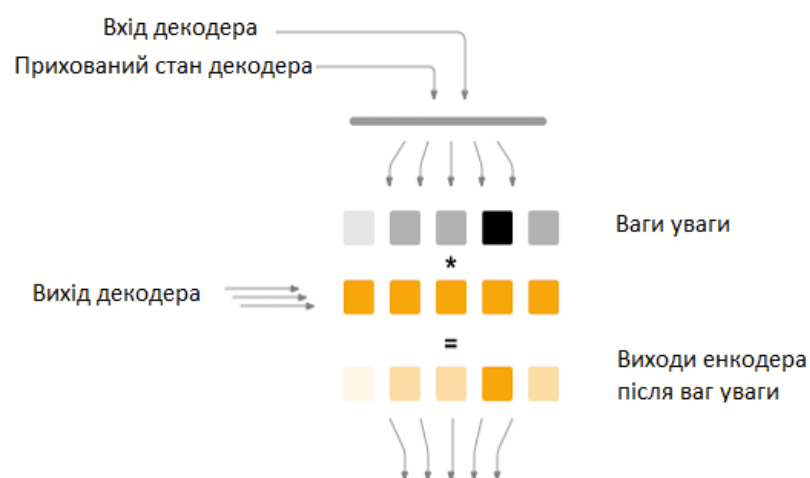 Вхід декодера
Прихований стан декодера
Ваги уваги
*
Вихід декодера
=
Виходи енкодера
після ваг уваги